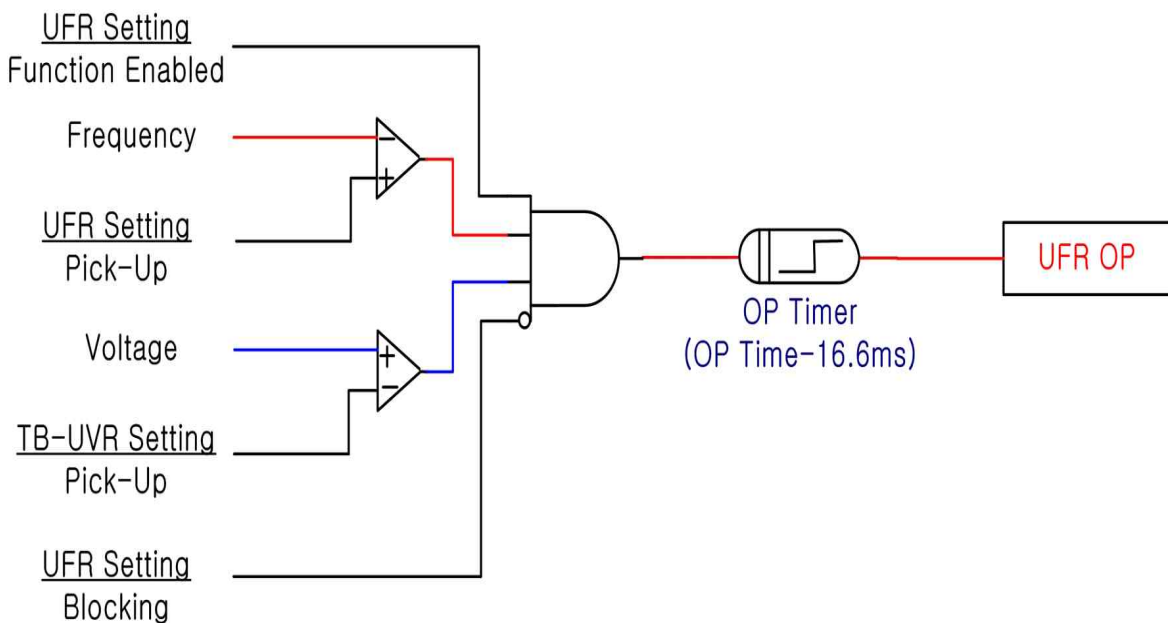 UFR Setting
Function Enabled
Frequency
UFR Setting
Pick-Up
Voltage
TB-UVR Setting
Pick-Up
UFR Setting
Blocking
OP Timer
(OP Time-16.6ms)
UFR OP